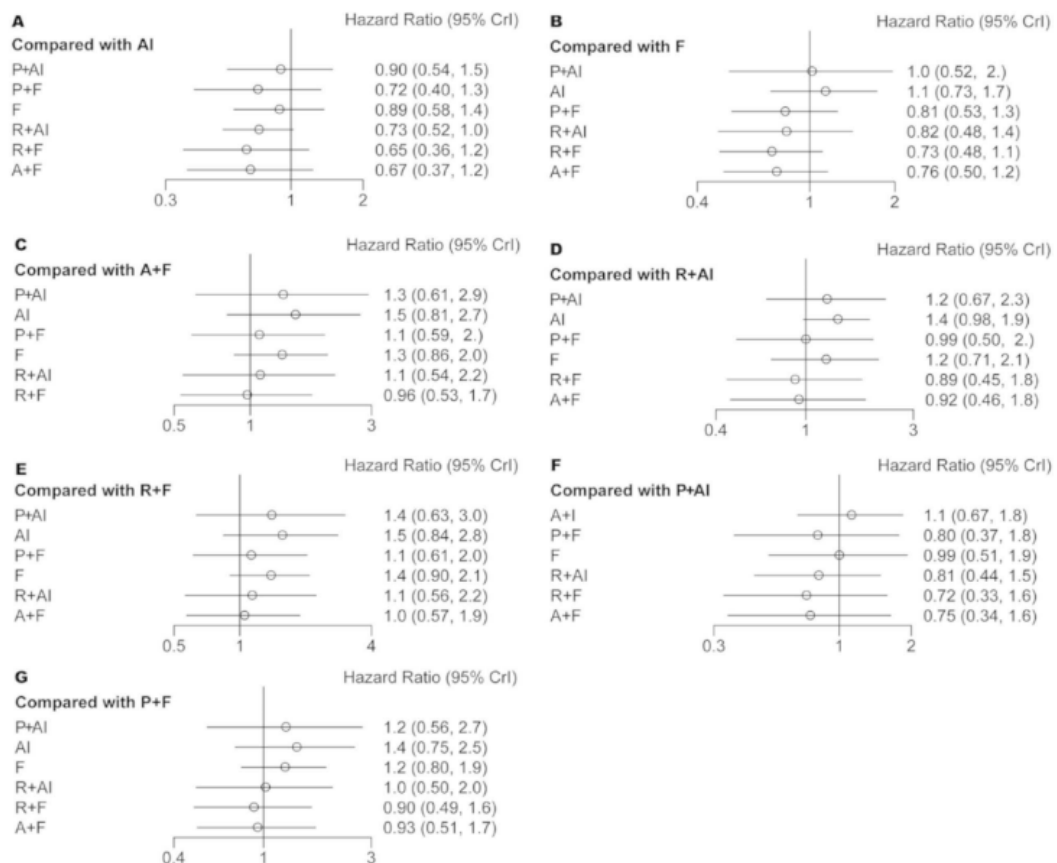 A
Hazard Ratio (95% CrI)
Compared with AI
P+AI 0.90 (0.54, 1.5)
P+F 0.72 (0.40, 1.3)
F 0.89 (0.58, 1.4)
R+AI 0.73 (0.52, 1.0)
R+F 0.65 (0.36, 1.2)
A+F 0.67 (0.37, 1.2)
0.3 1 2
B
Hazard Ratio (95% CrI)
Compared with F
P+AI 1.0 (0.52, 2.)
AI 1.1 (0.73, 1.7)
P+F 0.81 (0.53, 1.3)
R+AI 0.82 (0.48, 1.4)
R+F 0.73 (0.48, 1.1)
A+F 0.76 (0.50, 1.2)
0.4 1 2
C
Hazard Ratio (95% CrI)
Compared with A+F
P+AI 1.3 (0.61, 2.9)
AI 1.5 (0.81, 2.7)
P+F 1.1 (0.59, 2.)
F 1.3 (0.86, 2.0)
R+AI 1.1 (0.54, 2.2)
R+F 0.96 (0.53, 1.7)
0.5 1 3
D
Hazard Ratio (95% CrI)
Compared with R+AI
P+AI 1.2 (0.67, 2.3)
AI 1.4 (0.98, 1.9)
P+F 0.99 (0.50, 2.)
F 1.2 (0.71, 2.1)
R+F 0.89 (0.45, 1.8)
A+F 0.92 (0.46, 1.8)
0.4 1 3
E
Hazard Ratio (95% CrI)
Compared with R+F
P+AI 1.4 (0.63, 3.0)
AI 1.5 (0.84, 2.8)
P+F 1.1 (0.61, 2.0)
F 1.4 (0.90, 2.1)
R+AI 1.1 (0.56, 2.2)
A+F 1.0 (0.57, 1.9)
0.5 1 4
F
Hazard Ratio (95% CrI)
Compared with P+AI
A+I 1.1 (0.67, 1.8)
P+F 0.80 (0.37, 1.8)
F 0.99 (0.51, 1.9)
R+AI 0.81 (0.44, 1.5)
R+F 0.72 (0.33, 1.6)
A+F 0.75 (0.34, 1.6)
0.3 1 2
G
Hazard Ratio (95% CrI)
Compared with P+F
P+AI 1.2 (0.56, 2.7)
AI 1.4 (0.75, 2.5)
F 1.2 (0.80, 1.9)
R+AI 1.0 (0.50, 2.0)
R+F 0.90 (0.49, 1.6)
A+F 0.93 (0.51, 1.7)
0.4 1 3